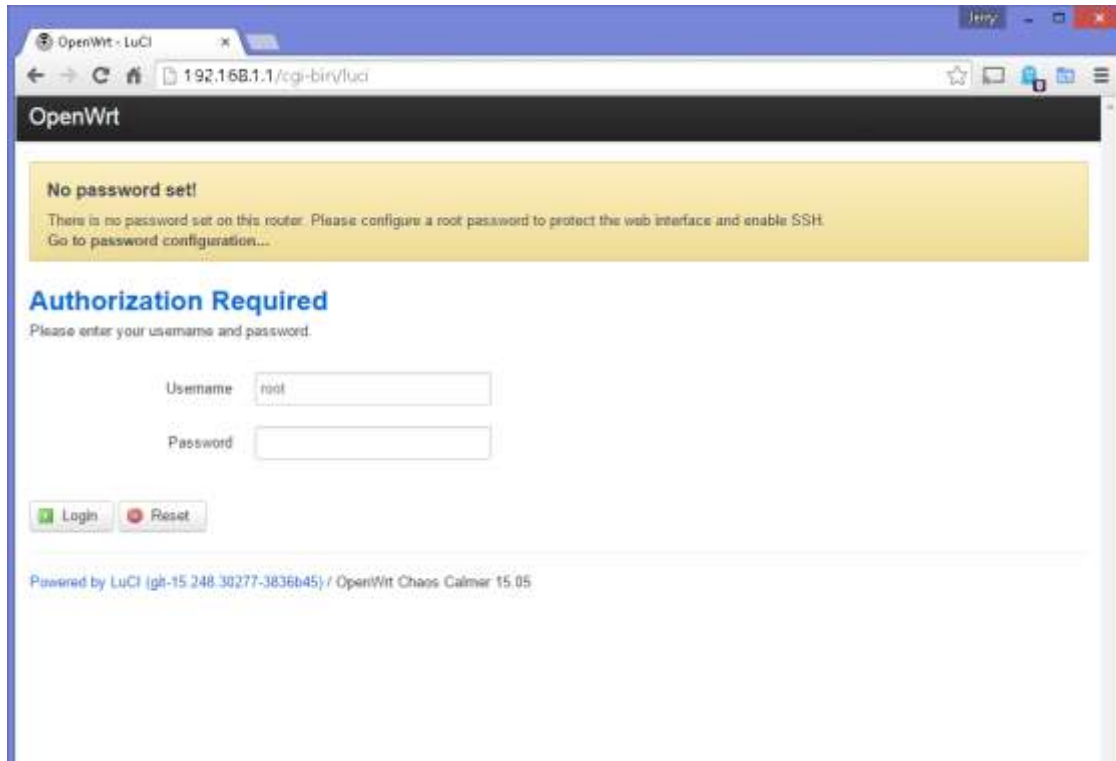 Jerry
OpenWrt - LuCI
192.168.1.1/cgi-bin/luci
OpenWrt
No password set!
There is no password set on this router. Please configure a root password to protect the web interface and enable SSH.
Go to password configuration...
Authorization Required
Please enter your username and password.
Username root
Password
Login Reset
Powered by LuCI (git-15.248.30277-3836b45) / OpenWrt Chaos Calmer 15.05